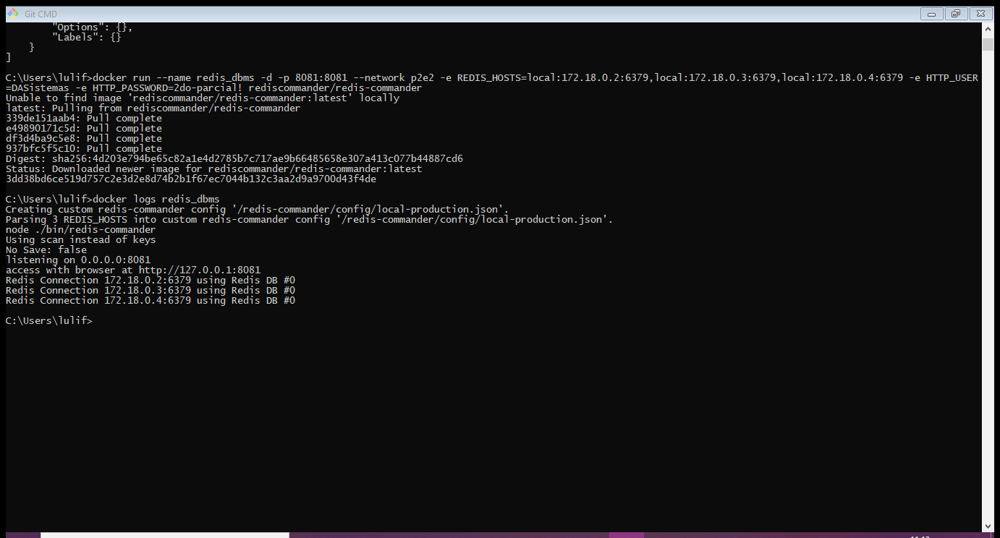 Git CMD
"Options": {},
"Labels": {}
}
]
C:\Users\lulif>docker run --name redis_dbms -d -p 8081:8081 --network p2e2 -e REDIS_HOSTS=local:172.18.0.2:6379,local:172.18.0.3:6379,local:172.18.0.4:6379 -e HTTP_USER
=DASistemas -e HTTP_PASSWORD=2do-parcial! rediscommander/redis-commander
Unable to find image 'rediscommander/redis-commander:latest' locally
latest: Pulling from rediscommander/redis-commander
339de151aab4: Pull complete
e49890171c5d: Pull complete
df3d4ba9c5e8: Pull complete
937bfc5f5c10: Pull complete
Digest: sha256:4d203e794be65c82a1e4d2785b7c717ae9b66485658e307a413c077b44887cd6
Status: Downloaded newer image for rediscommander/redis-commander:latest
3dd38bd6ce519d757c2e3d2e8d74b2b1f67ec7044b132c3aa2d9a9700d43f4de
C:\Users\lulif>docker logs redis_dbms
Creating custom redis-commander config '/redis-commander/config/local-production.json'.
Parsing 3 REDIS_HOSTS into custom redis-commander config '/redis-commander/config/local-production.json'.
node ./bin/redis-commander
Using scan instead of keys
No Save: false
listening on 0.0.0.0:8081
access with browser at http://127.0.0.1:8081
Redis Connection 172.18.0.2:6379 using Redis DB #0
Redis Connection 172.18.0.3:6379 using Redis DB #0
Redis Connection 172.18.0.4:6379 using Redis DB #0
C:\Users\lulif>